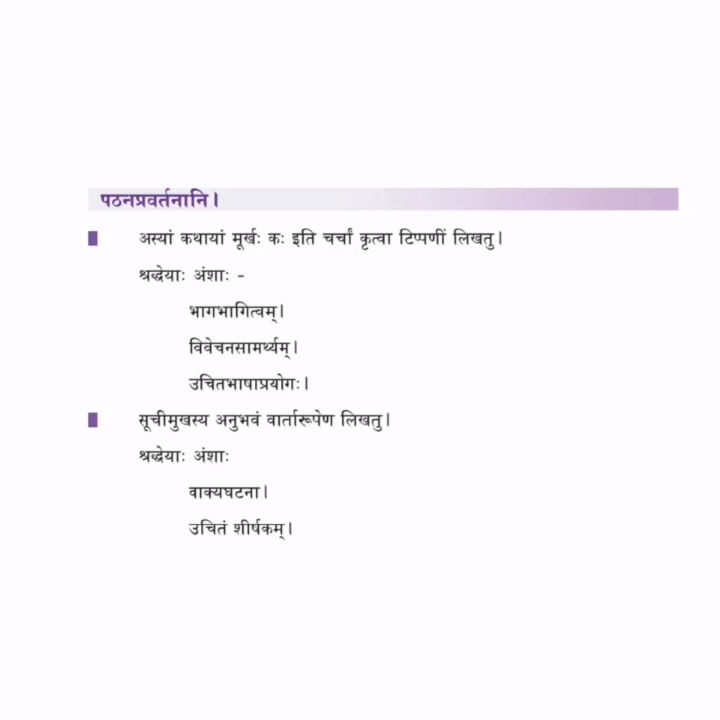 पठनप्रवर्तनानि।
अस्यां कथायां मूर्खः कः इति चर्चां कृत्वा टिप्पणीं लिखतु।
श्रद्धेयाः अंशाः -
भागभागित्वम्।
विवेचनसामर्थ्यम्।
उचितभाषाप्रयोगः।
सूचीमुखस्य अनुभवं वार्तारूपेण लिखतु।
श्रद्धेयाः अंशाः
वाक्यघटना।
उचितं शीर्षकम्।